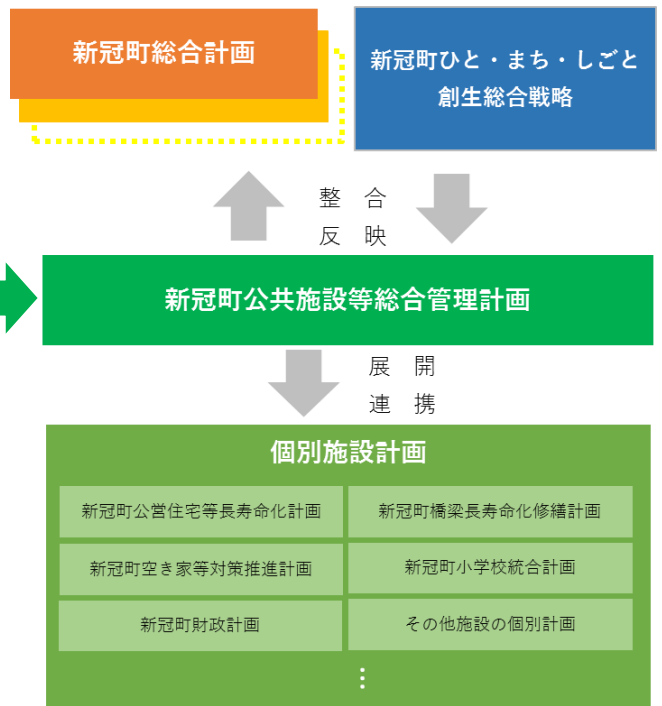 新冠町総合計画
新冠町ひと・まち・しごと
創生総合戦略
整　合
反　映
新冠町公共施設等総合管理計画
展　開
連　携
個別施設計画
新冠町公営住宅等長寿命化計画
新冠町橋梁長寿命化修繕計画
新冠町空き家等対策推進計画
新冠町小学校統合計画
新冠町財政計画
その他施設の個別計画
⋮